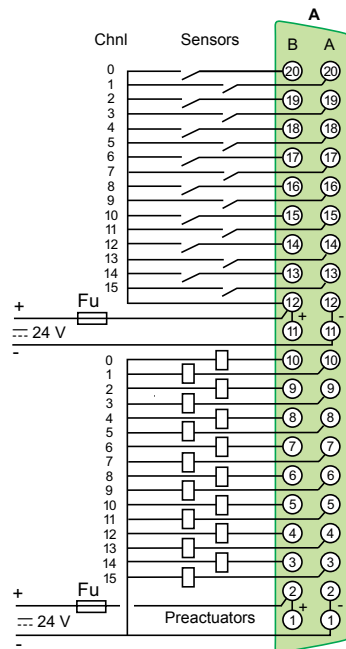 A
Chnl Sensors B A
0 20 20
1
2 19 19
3
4 18 18
5
6 17 17
7
8 16 16
9
10 15 15
11
12 14 14
13
14 13 13
15
12 12
+ Fu + -
11 11
24 V
-
0 10 10
1
2 9 9
3
4 8 8
5
6 7 7
7
8 6 6
9
10 5 5
11
12 4 4
13
14 3 3
15
2 2
+ Fu + -
24 V Preactuators 1 1
-